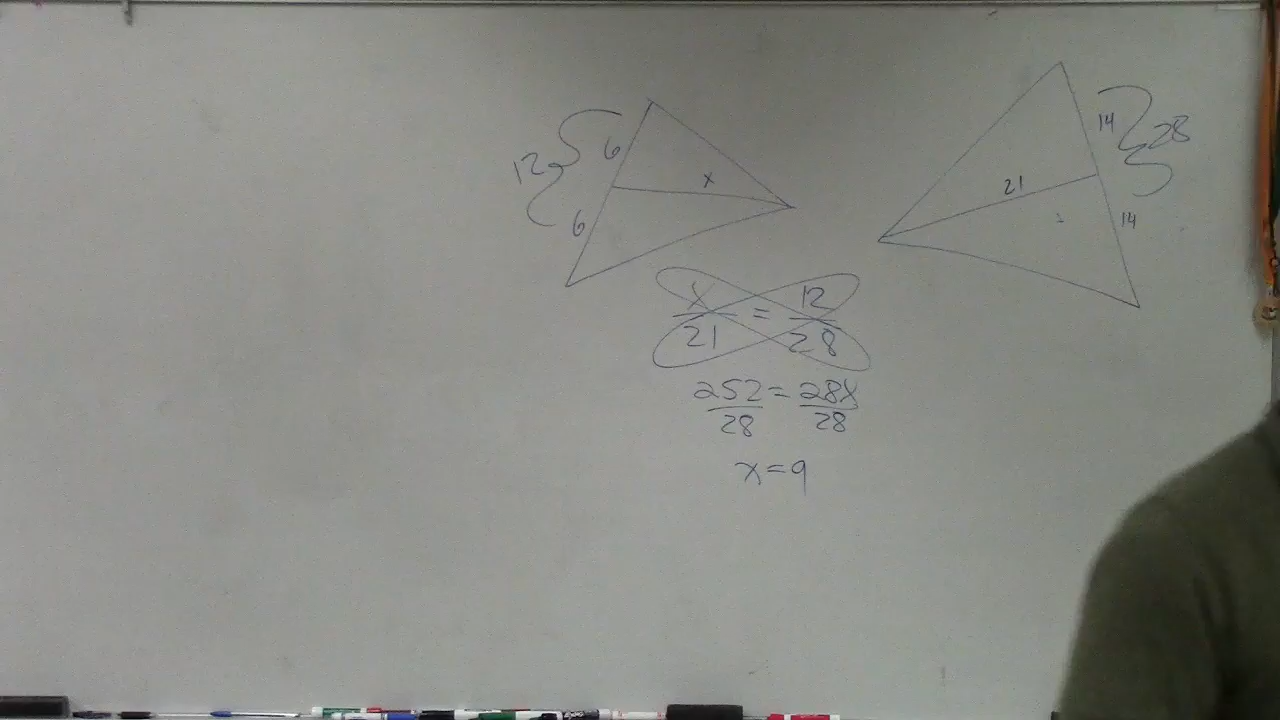 12 6 x
6
14 28
21
14
x/21 = 12/28
252/28 = 28x/28
x=9